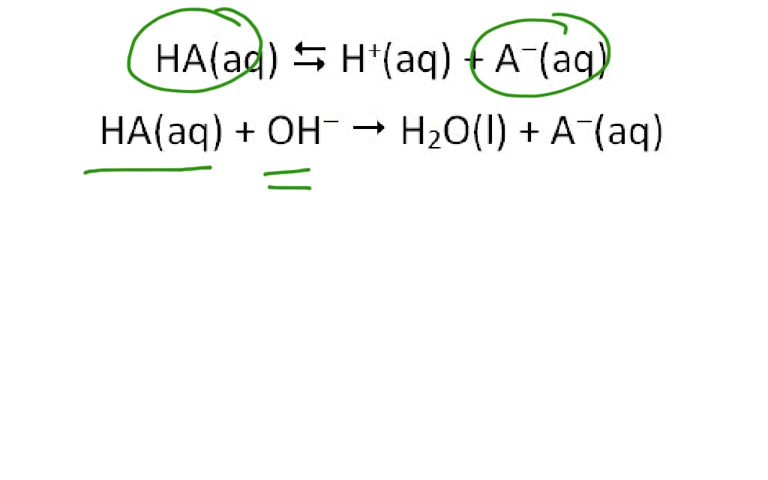 HA(aq) ⇆ H⁺(aq) + A⁻(aq)
HA(aq) + OH⁻ → H₂O(l) + A⁻(aq)